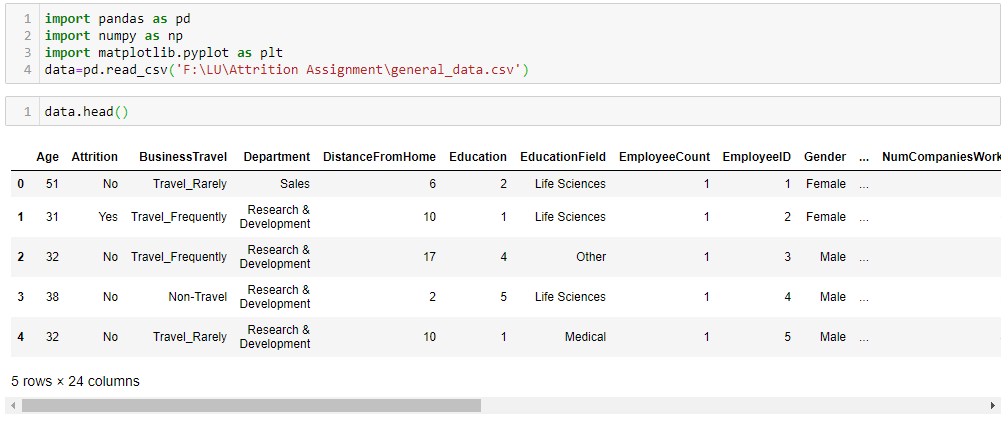 1 import pandas as pd
2 import numpy as np
3 import matplotlib.pyplot as plt
4 data=pd.read_csv('F:\LU\Attrition Assignment\general_data.csv')
1 data.head()
Age Attrition BusinessTravel Department DistanceFromHome Education EducationField EmployeeCount EmployeeID Gender ... NumCompaniesWork
0 51 No Travel_Rarely Sales 6 2 Life Sciences 1 1 Female ...
1 31 Yes Travel_Frequently Research & Development 10 1 Life Sciences 1 2 Female ...
2 32 No Travel_Frequently Research & Development 17 4 Other 1 3 Male ...
3 38 No Non-Travel Research & Development 2 5 Life Sciences 1 4 Male ...
4 32 No Travel_Rarely Research & Development 10 1 Medical 1 5 Male ...
5 rows × 24 columns